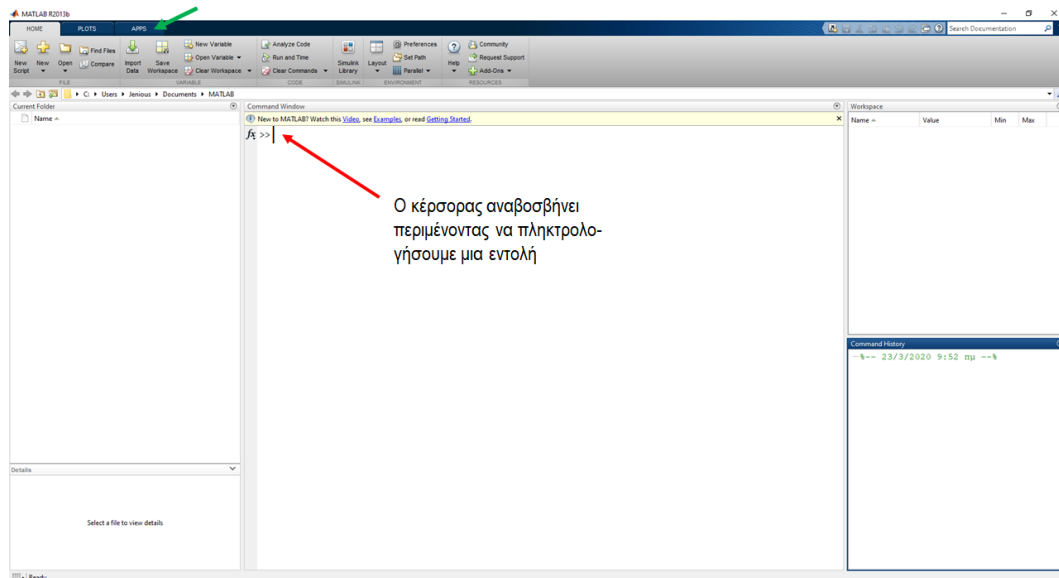 MATLAB R2013b
HOME PLOTS APPS
Search Documentation
New Script
New
Open
Find Files
Compare
Import Data
Save Workspace
New Variable
Open Variable
Clear Workspace
Analyze Code
Run and Time
Clear Commands
Simulink Library
Layout
Preferences
Set Path
Parallel
Help
Community
Request Support
Add-Ons
FILE VARIABLE CODE SIMULINK ENVIRONMENT RESOURCES
C: Users Jenious Documents MATLAB
Current Folder
Name
Command Window
New to MATLAB? Watch this Video, see Examples, or read Getting Started.
fx >>
Ο κέρσορας αναβοσβήνει
περιμένοντας να πληκτρολο-
γήσουμε μια εντολή
Workspace
Name Value Min Max
Command History
%-- 23/3/2020 9:52 πμ --%
Details
Select a file to view details
Ready